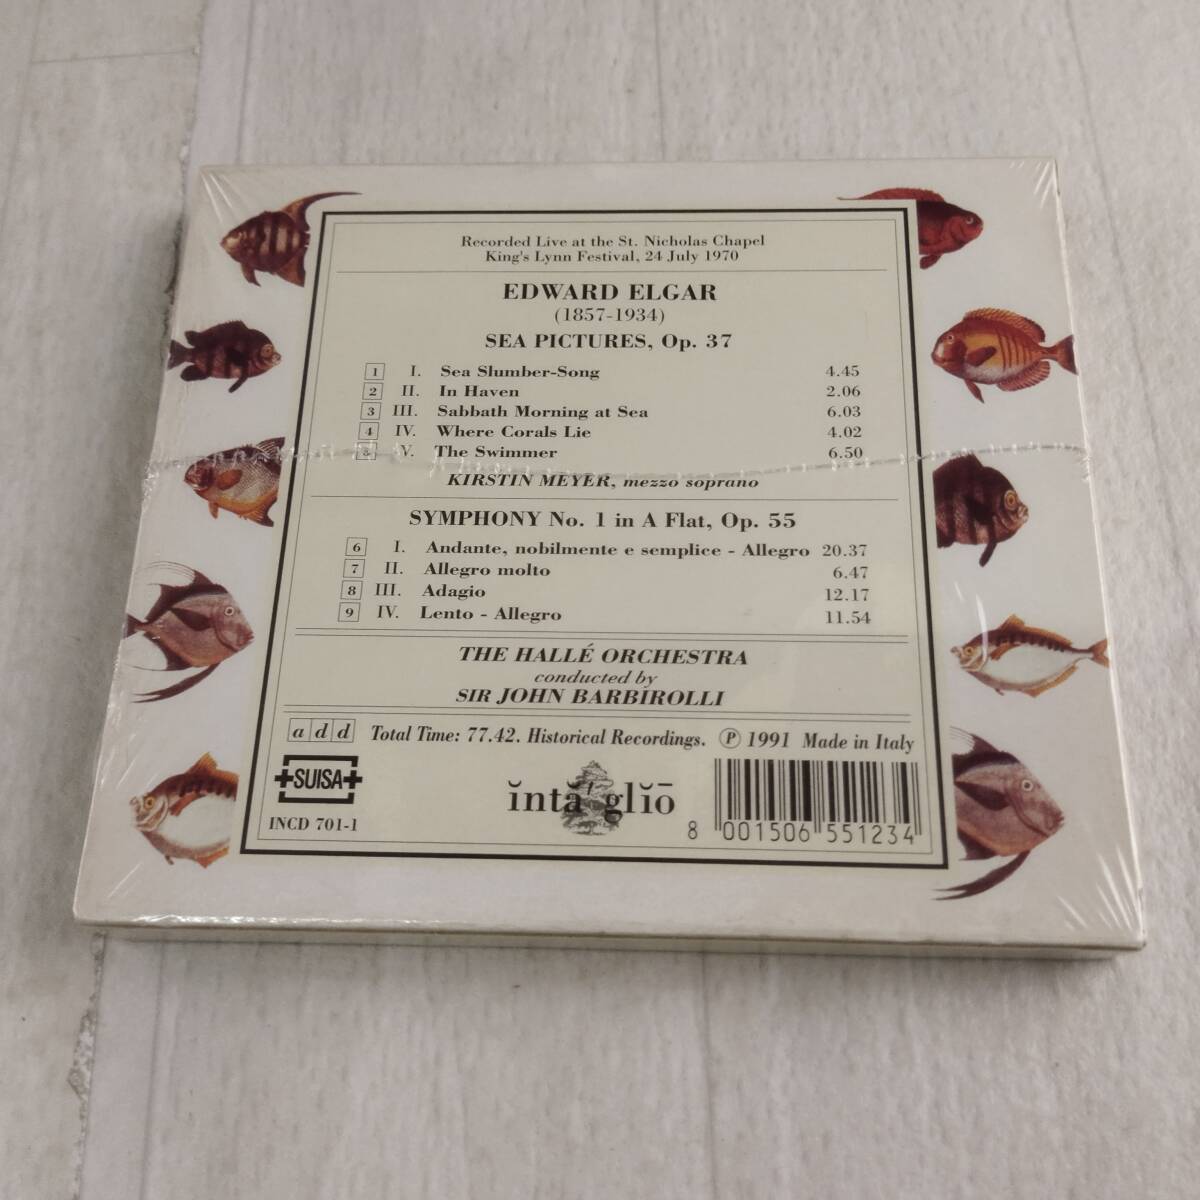 Recorded Live at the St. Nicholas Chapel
King's Lynn Festival, 24 July 1970
EDWARD ELGAR
(1857-1934)
SEA PICTURES, Op. 37
1 I. Sea Slumber-Song 4.45
2 II. In Haven 2.06
3 III. Sabbath Morning at Sea 6.03
4 IV. Where Corals Lie 4.02
5 V. The Swimmer 6.50
KIRSTIN MEYER, mezzo soprano
SYMPHONY No. 1 in A Flat, Op. 55
6 I. Andante, nobilmente e semplice - Allegro 20.37
7 II. Allegro molto 6.47
8 III. Adagio 12.17
9 IV. Lento - Allegro 11.54
THE HALLÉ ORCHESTRA
conducted by
SIR JOHN BARBIROLLI
add Total Time: 77.42. Historical Recordings. Ⓟ 1991 Made in Italy
SUISA
ĭntă'glĭō
INCD 701-1
8 001506 551234